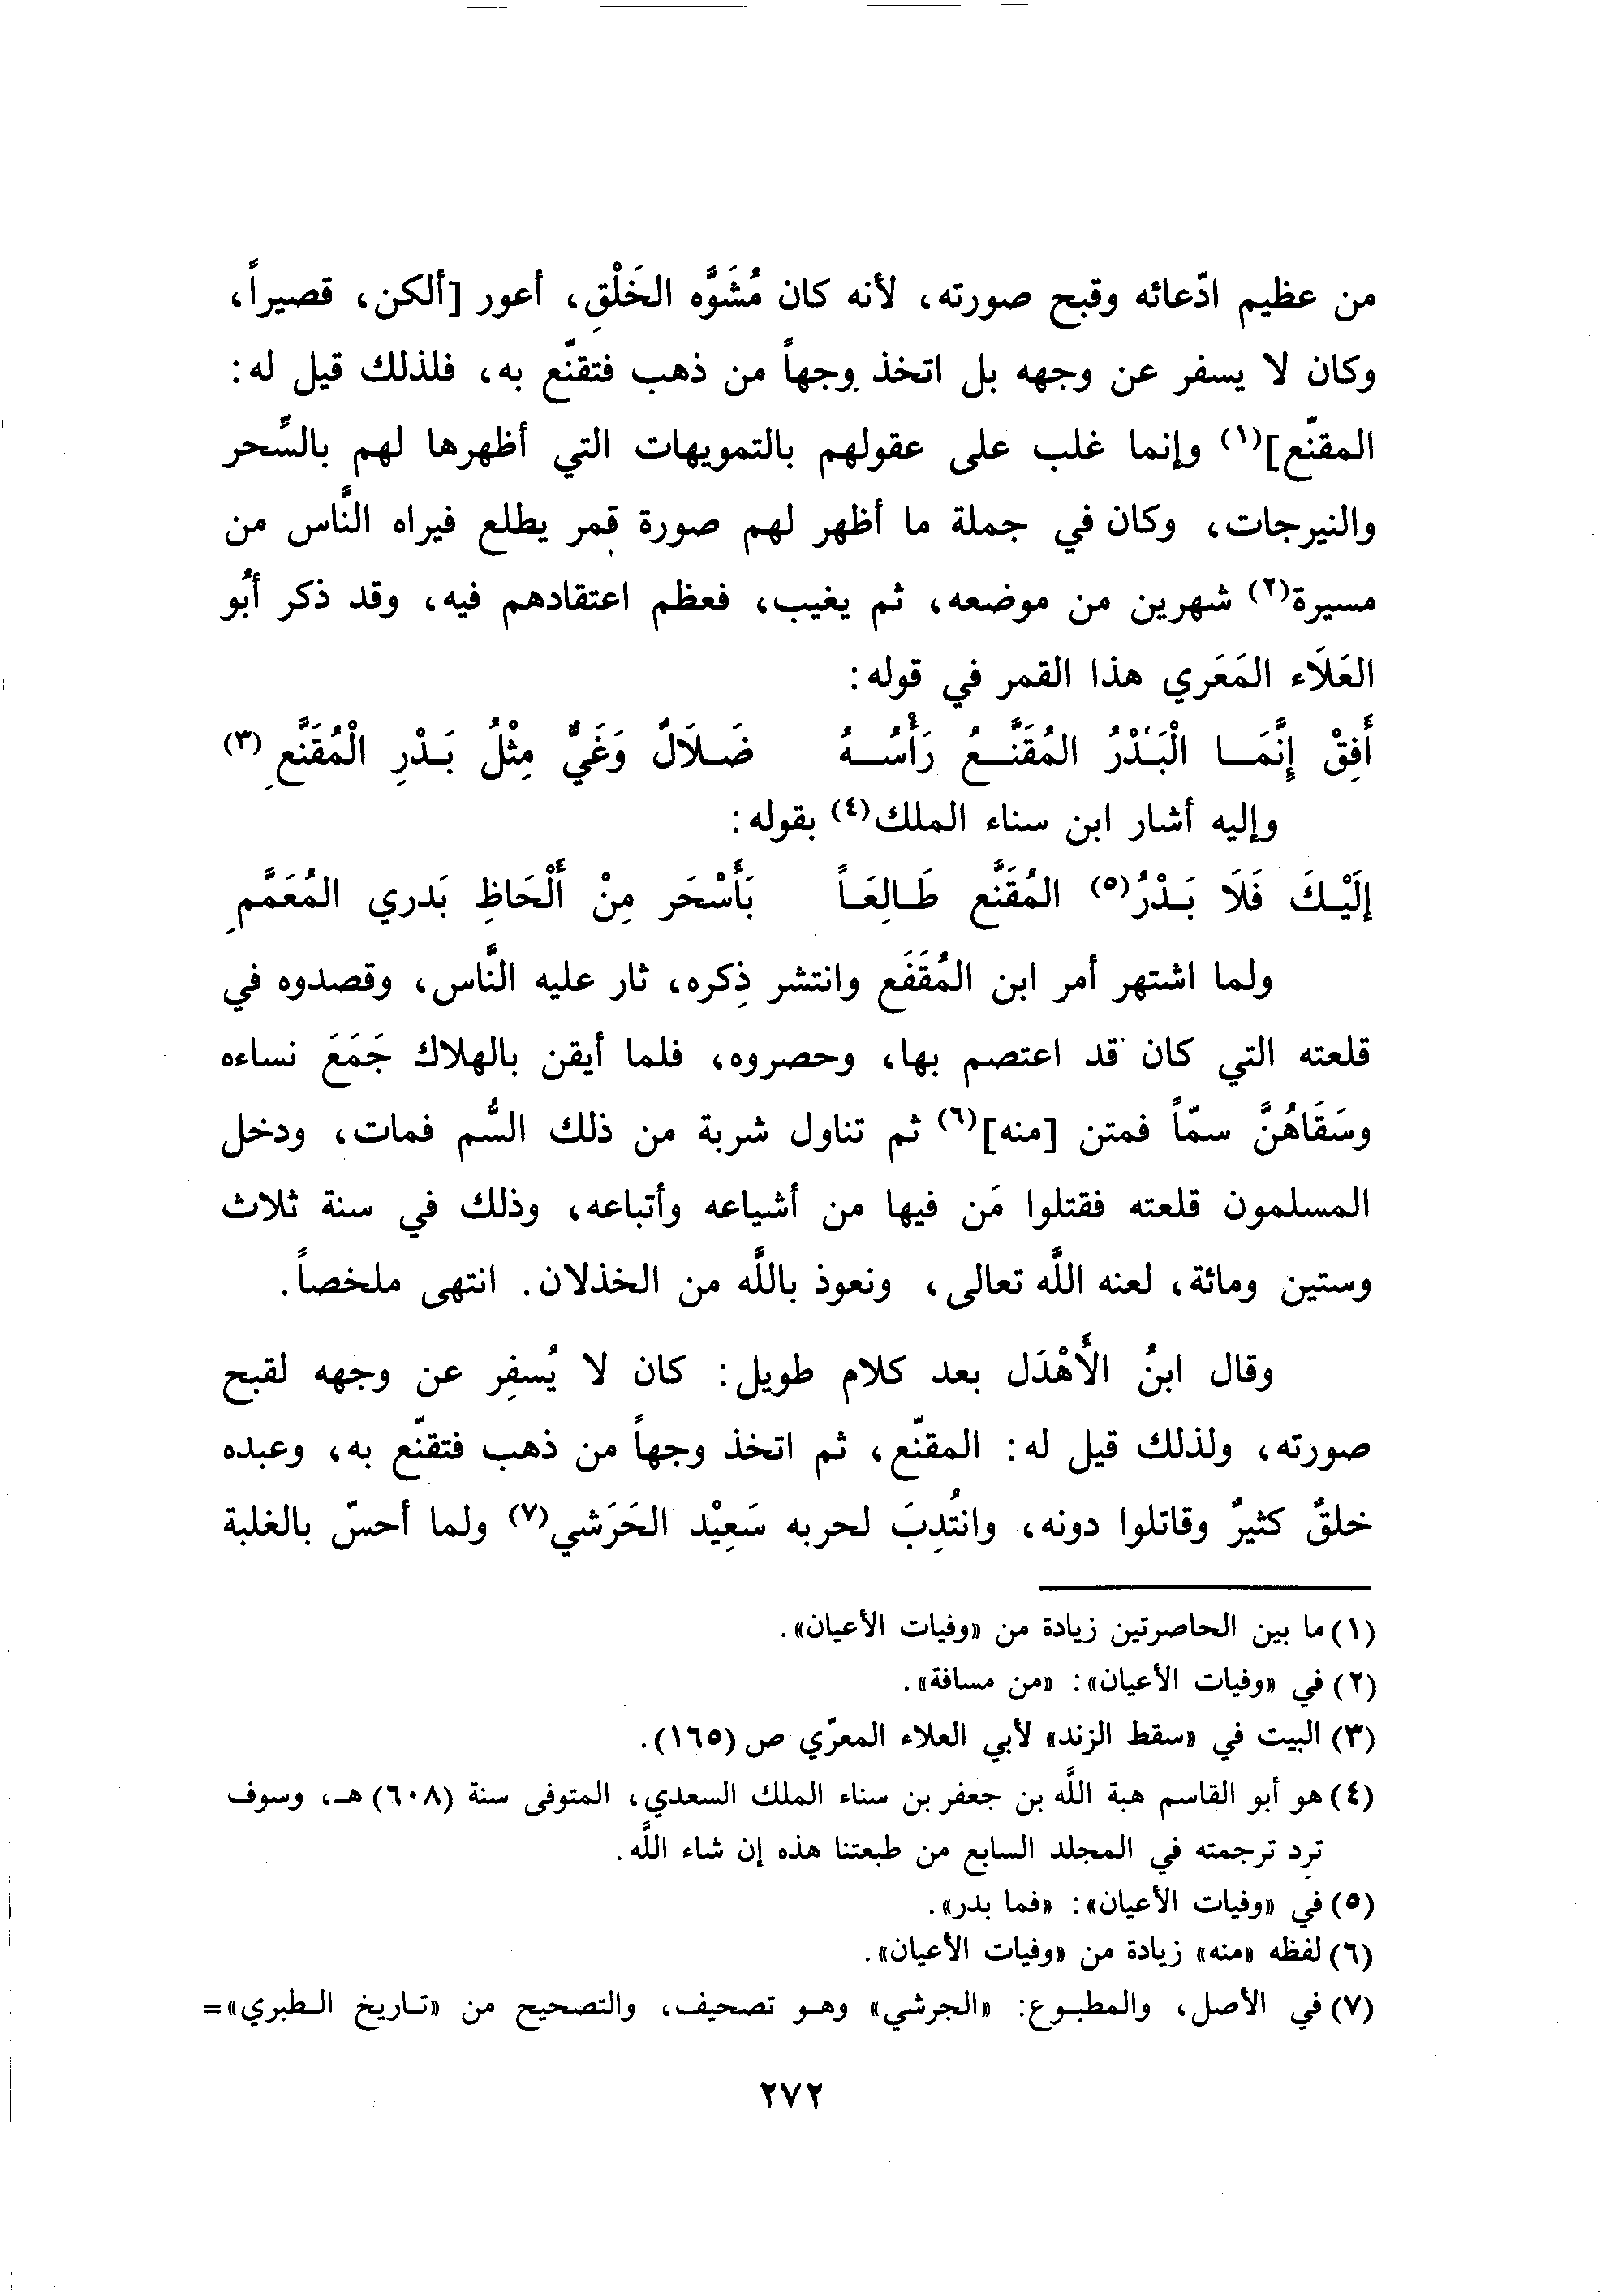 من عظيم ادّعائه وقبح صورته، لأنه كان مُشَوَّه الخَلْقِ، أعور [ألكن، قصيراً،
وكان لا يسفر عن وجهه بل اتخذ وجهاً من ذهب فتقنّع به، فلذلك قيل له:
المقنّع](١) وإنما غلب على عقولهم بالتمويهات التي أظهرها لهم بالسِّحر
والنيرجات، وكان في جملة ما أظهر لهم صورة قمر يطلع فيراه النَّاس من
مسيرة(٢) شهرين من موضعه، ثم يغيب، فعظم اعتقادهم فيه، وقد ذكر أبُو
العَلَاء المَعَري هذا القمر في قوله:
أَفِقْ إِنَّمَا الْبَدْرُ المُقَنَّعُ رَأْسُهُ ضَلَالٌ وَغَيٌّ مِثْلُ بَدْرِ الْمُقَنَّعِ (٣)
وإليه أشار ابن سناء الملك(٤) بقوله:
إلَيْكَ فَلَا بَدْرُ(٥) المُقَنَّع طَالِعَاً بَأَسْحَر مِنْ أَلْحَاظِ بَدري المُعَمَّمِ
ولما اشتهر أمر ابن المُقَفَع وانتشر ذِكره، ثار عليه النَّاس، وقصدوه في
قلعته التي كان قد اعتصم بها، وحصروه، فلما أيقن بالهلاك جَمَعَ نساءه
وسَقَاهُنَّ سمّاً فمتن [منه](٦) ثم تناول شربة من ذلك السُّم فمات، ودخل
المسلمون قلعته فقتلوا مَن فيها من أشياعه وأتباعه، وذلك في سنة ثلاث
وستين ومائة، لعنه اللَّه تعالى، ونعوذ باللَّه من الخذلان. انتهى ملخصاً.
وقال ابنُ الأَهْدَل بعد كلام طويل: كان لا يُسفِر عن وجهه لقبح
صورته، ولذلك قيل له: المقنّع، ثم اتخذ وجهاً من ذهب فتقنّع به، وعبده
خلقٌ كثيرٌ وقاتلوا دونه، وانتُدِبَ لحربه سَعِيْد الحَرَشي(٧) ولما أحسّ بالغلبة
(١) ما بين الحاصرتين زيادة من «وفيات الأعيان».
(٢) في «وفيات الأعيان»: «من مسافة».
(٣) البيت في «سقط الزند» لأبي العلاء المعرّي ص (١٦٥).
(٤) هو أبو القاسم هبة اللَّه بن جعفر بن سناء الملك السعدي، المتوفى سنة (٦٠٨) هـ، وسوف
ترِد ترجمته في المجلد السابع من طبعتنا هذه إن شاء اللَّه.
(٥) في «وفيات الأعيان»: «فما بدر».
(٦) لفظه «منه» زيادة من «وفيات الأعيان».
(٧) في الأصل، والمطبوع: «الجرشي» وهو تصحيف، والتصحيح من «تاريخ الطبري»=
٢٧٢